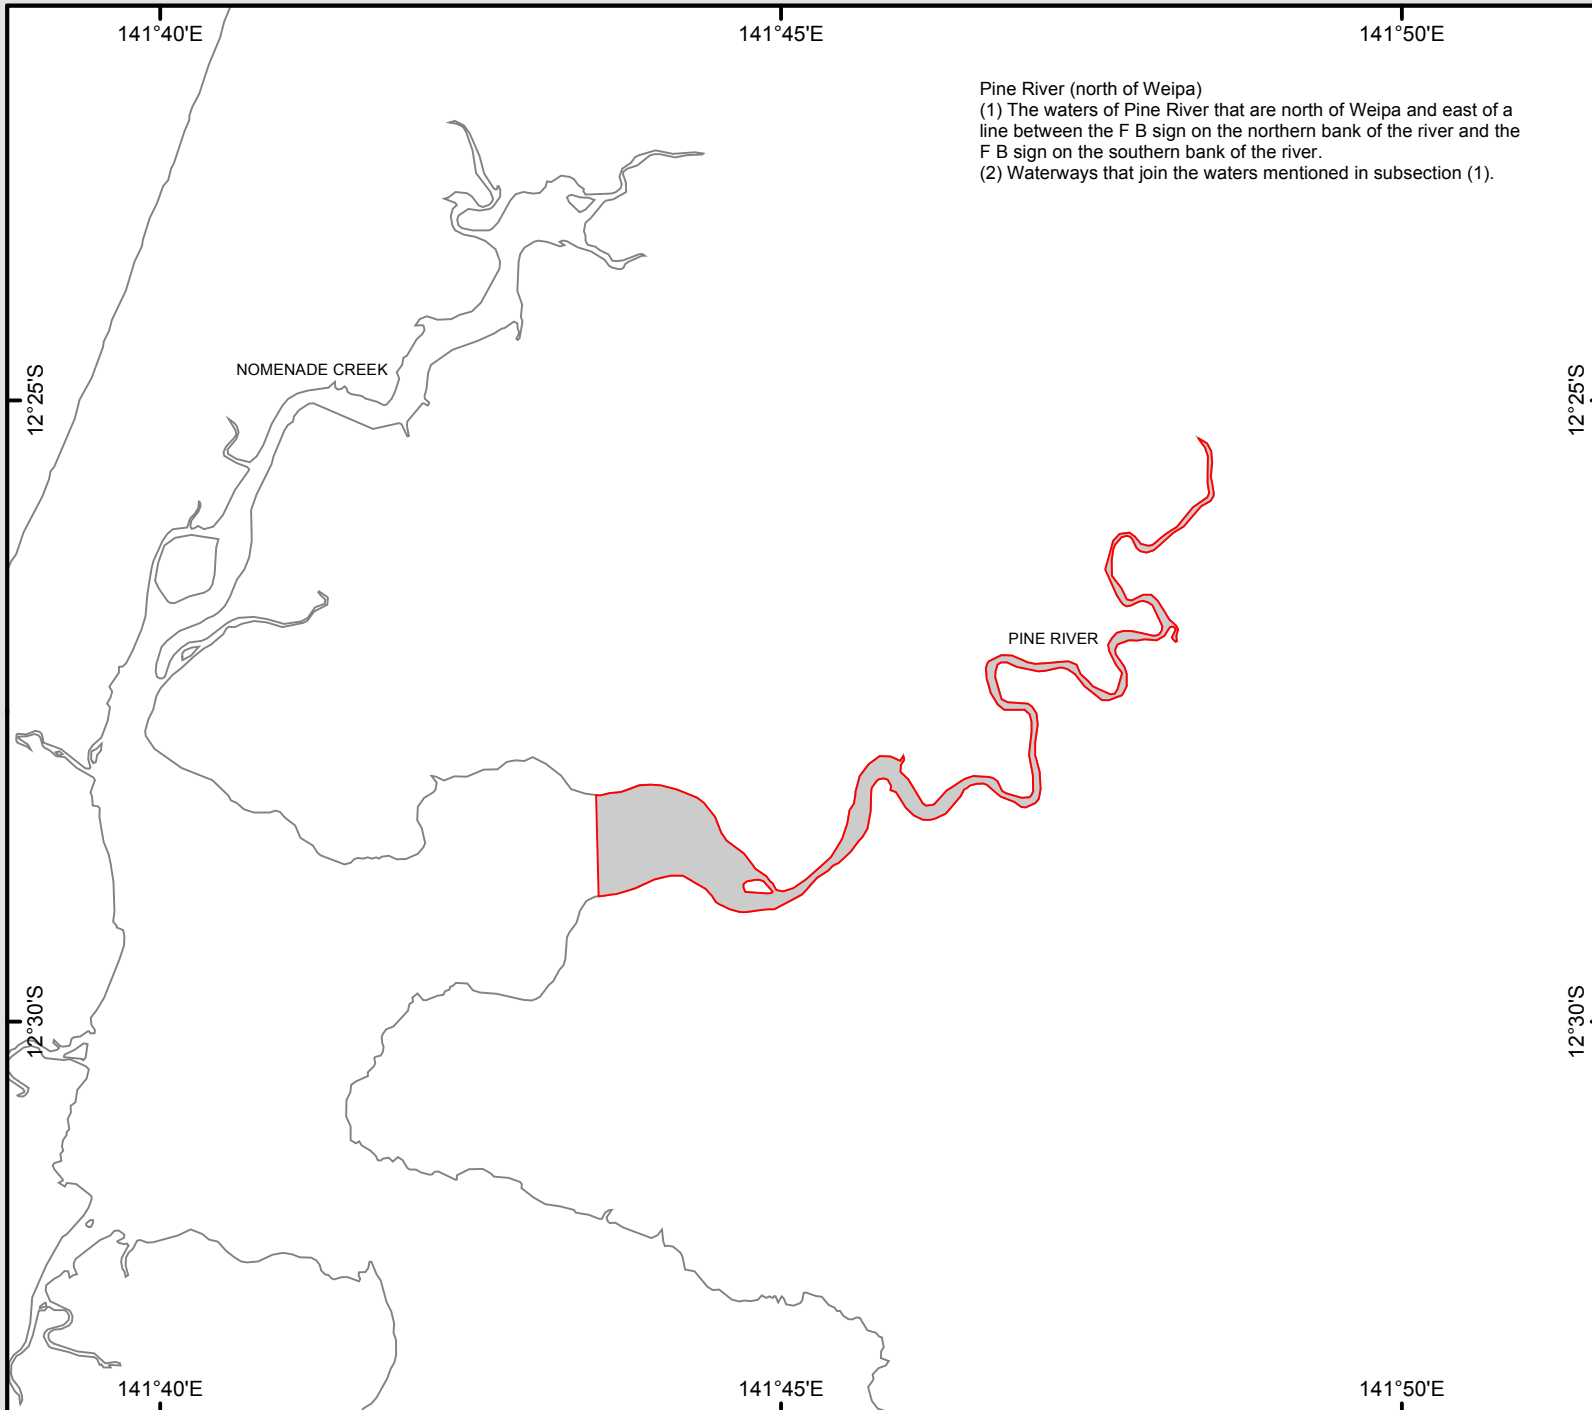 141°40'E
141°45'E
141°50'E
Pine River (north of Weipa)
(1) The waters of Pine River that are north of Weipa and east of a
line between the F B sign on the northern bank of the river and the
F B sign on the southern bank of the river.
(2) Waterways that join the waters mentioned in subsection (1).
NOMENADE CREEK
12°25'S
12°25'S
PINE RIVER
12°30'S
12°30'S
141°40'E
141°45'E
141°50'E